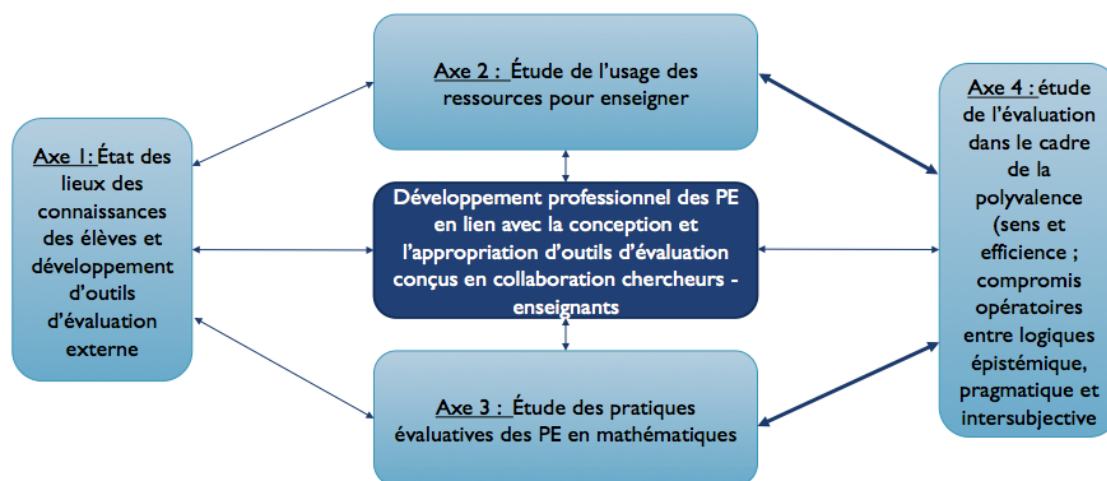 Axe 1: État des
lieux des
connaissances
des élèves et
développement
d'outils
d'évaluation
externe
Axe 2 : Étude de l'usage des
ressources pour enseigner
Développement professionnel des PE
en lien avec la conception et
l'appropriation d'outils d'évaluation
conçus en collaboration chercheurs -
enseignants
Axe 3 : Étude des pratiques
évaluatives des PE en mathématiques
Axe 4 : étude
de l'évaluation
dans le cadre
de la
polyvalence
(sens et
efficience ;
compromis
opératoires
entre logiques
épistémique,
pragmatique et
intersubjective